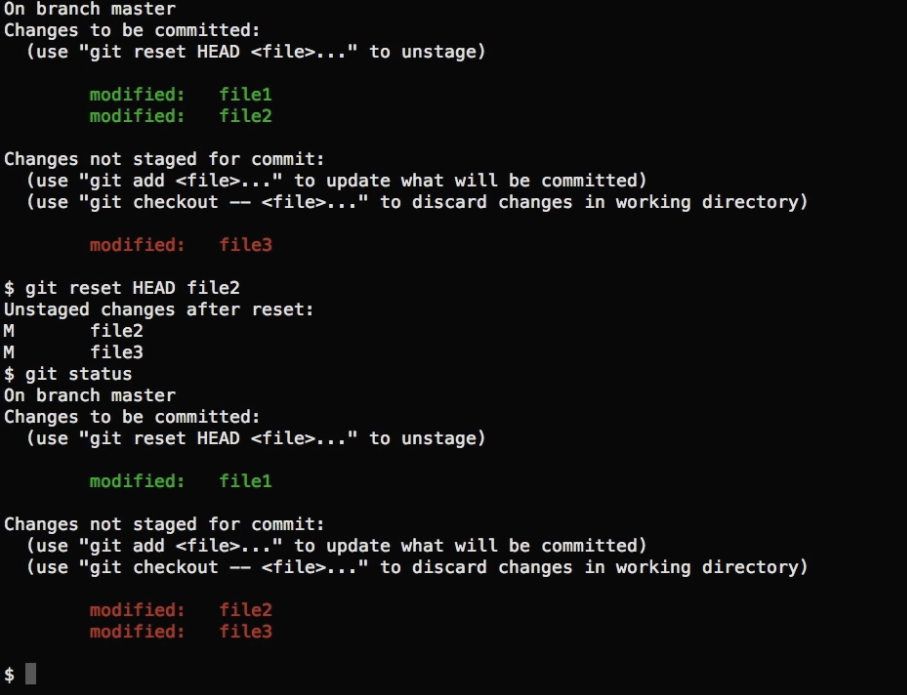 On branch master
Changes to be committed:
  (use "git reset HEAD <file>..." to unstage)

        modified:   file1
        modified:   file2

Changes not staged for commit:
  (use "git add <file>..." to update what will be committed)
  (use "git checkout -- <file>..." to discard changes in working directory)

        modified:   file3

$ git reset HEAD file2
Unstaged changes after reset:
M       file2
M       file3
$ git status
On branch master
Changes to be committed:
  (use "git reset HEAD <file>..." to unstage)

        modified:   file1

Changes not staged for commit:
  (use "git add <file>..." to update what will be committed)
  (use "git checkout -- <file>..." to discard changes in working directory)

        modified:   file2
        modified:   file3

$